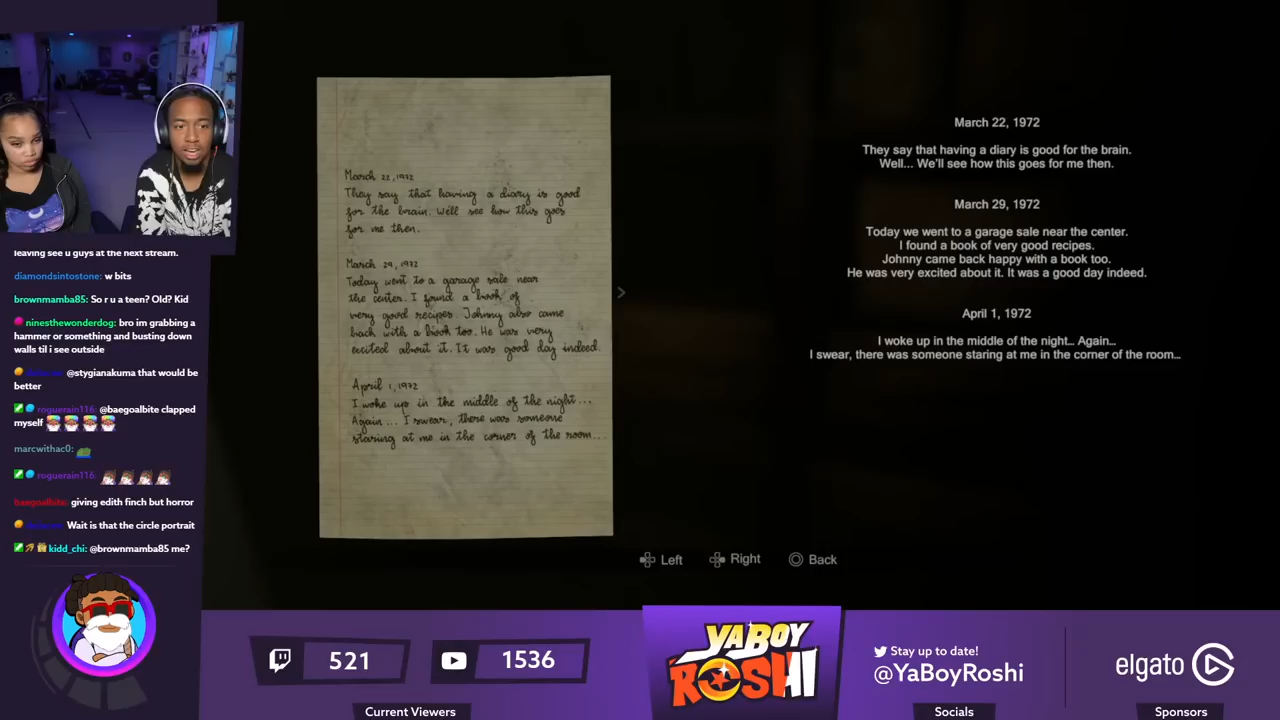 leaving see u guys at the next stream.
diamondsintostone: w bits
brownmamba85: So r u a teen? Old? Kid
ninesthewonderdog: bro im grabbing a
hammer or something and busting down
walls til i see outside
@stygianakuma that would be
better
roguerain116: @baegoalbite clapped
myself
marcwithac0:
roguerain116:
baegoalbite: giving edith finch but horror
Wait is that the circle portrait
kidd_chi: @brownmamba85 me?
March 22, 1972
They say that having a diary is good
for the brain. We'll see how this goes
for me then.
March 29, 1972
Today went to a garage sale near
the center. I found a book of
very good recipes Johnny also came
back with a book too. He was very
excited about it. It was good day indeed.
April 1, 1972
I woke up in the middle of the night...
Again... I swear, there was someone
staring at me in the corner of the room...
March 22, 1972
They say that having a diary is good for the brain.
Well... We'll see how this goes for me then.
March 29, 1972
Today we went to a garage sale near the center.
I found a book of very good recipes.
Johnny came back happy with a book too.
He was very excited about it. It was a good day indeed.
April 1, 1972
I woke up in the middle of the night... Again...
I swear, there was someone staring at me in the corner of the room...
Left Right Back
521
1536
Current Viewers
YABOY
ROSHI
Stay up to date!
@YaBoyRoshi
Socials
elgato
Sponsors